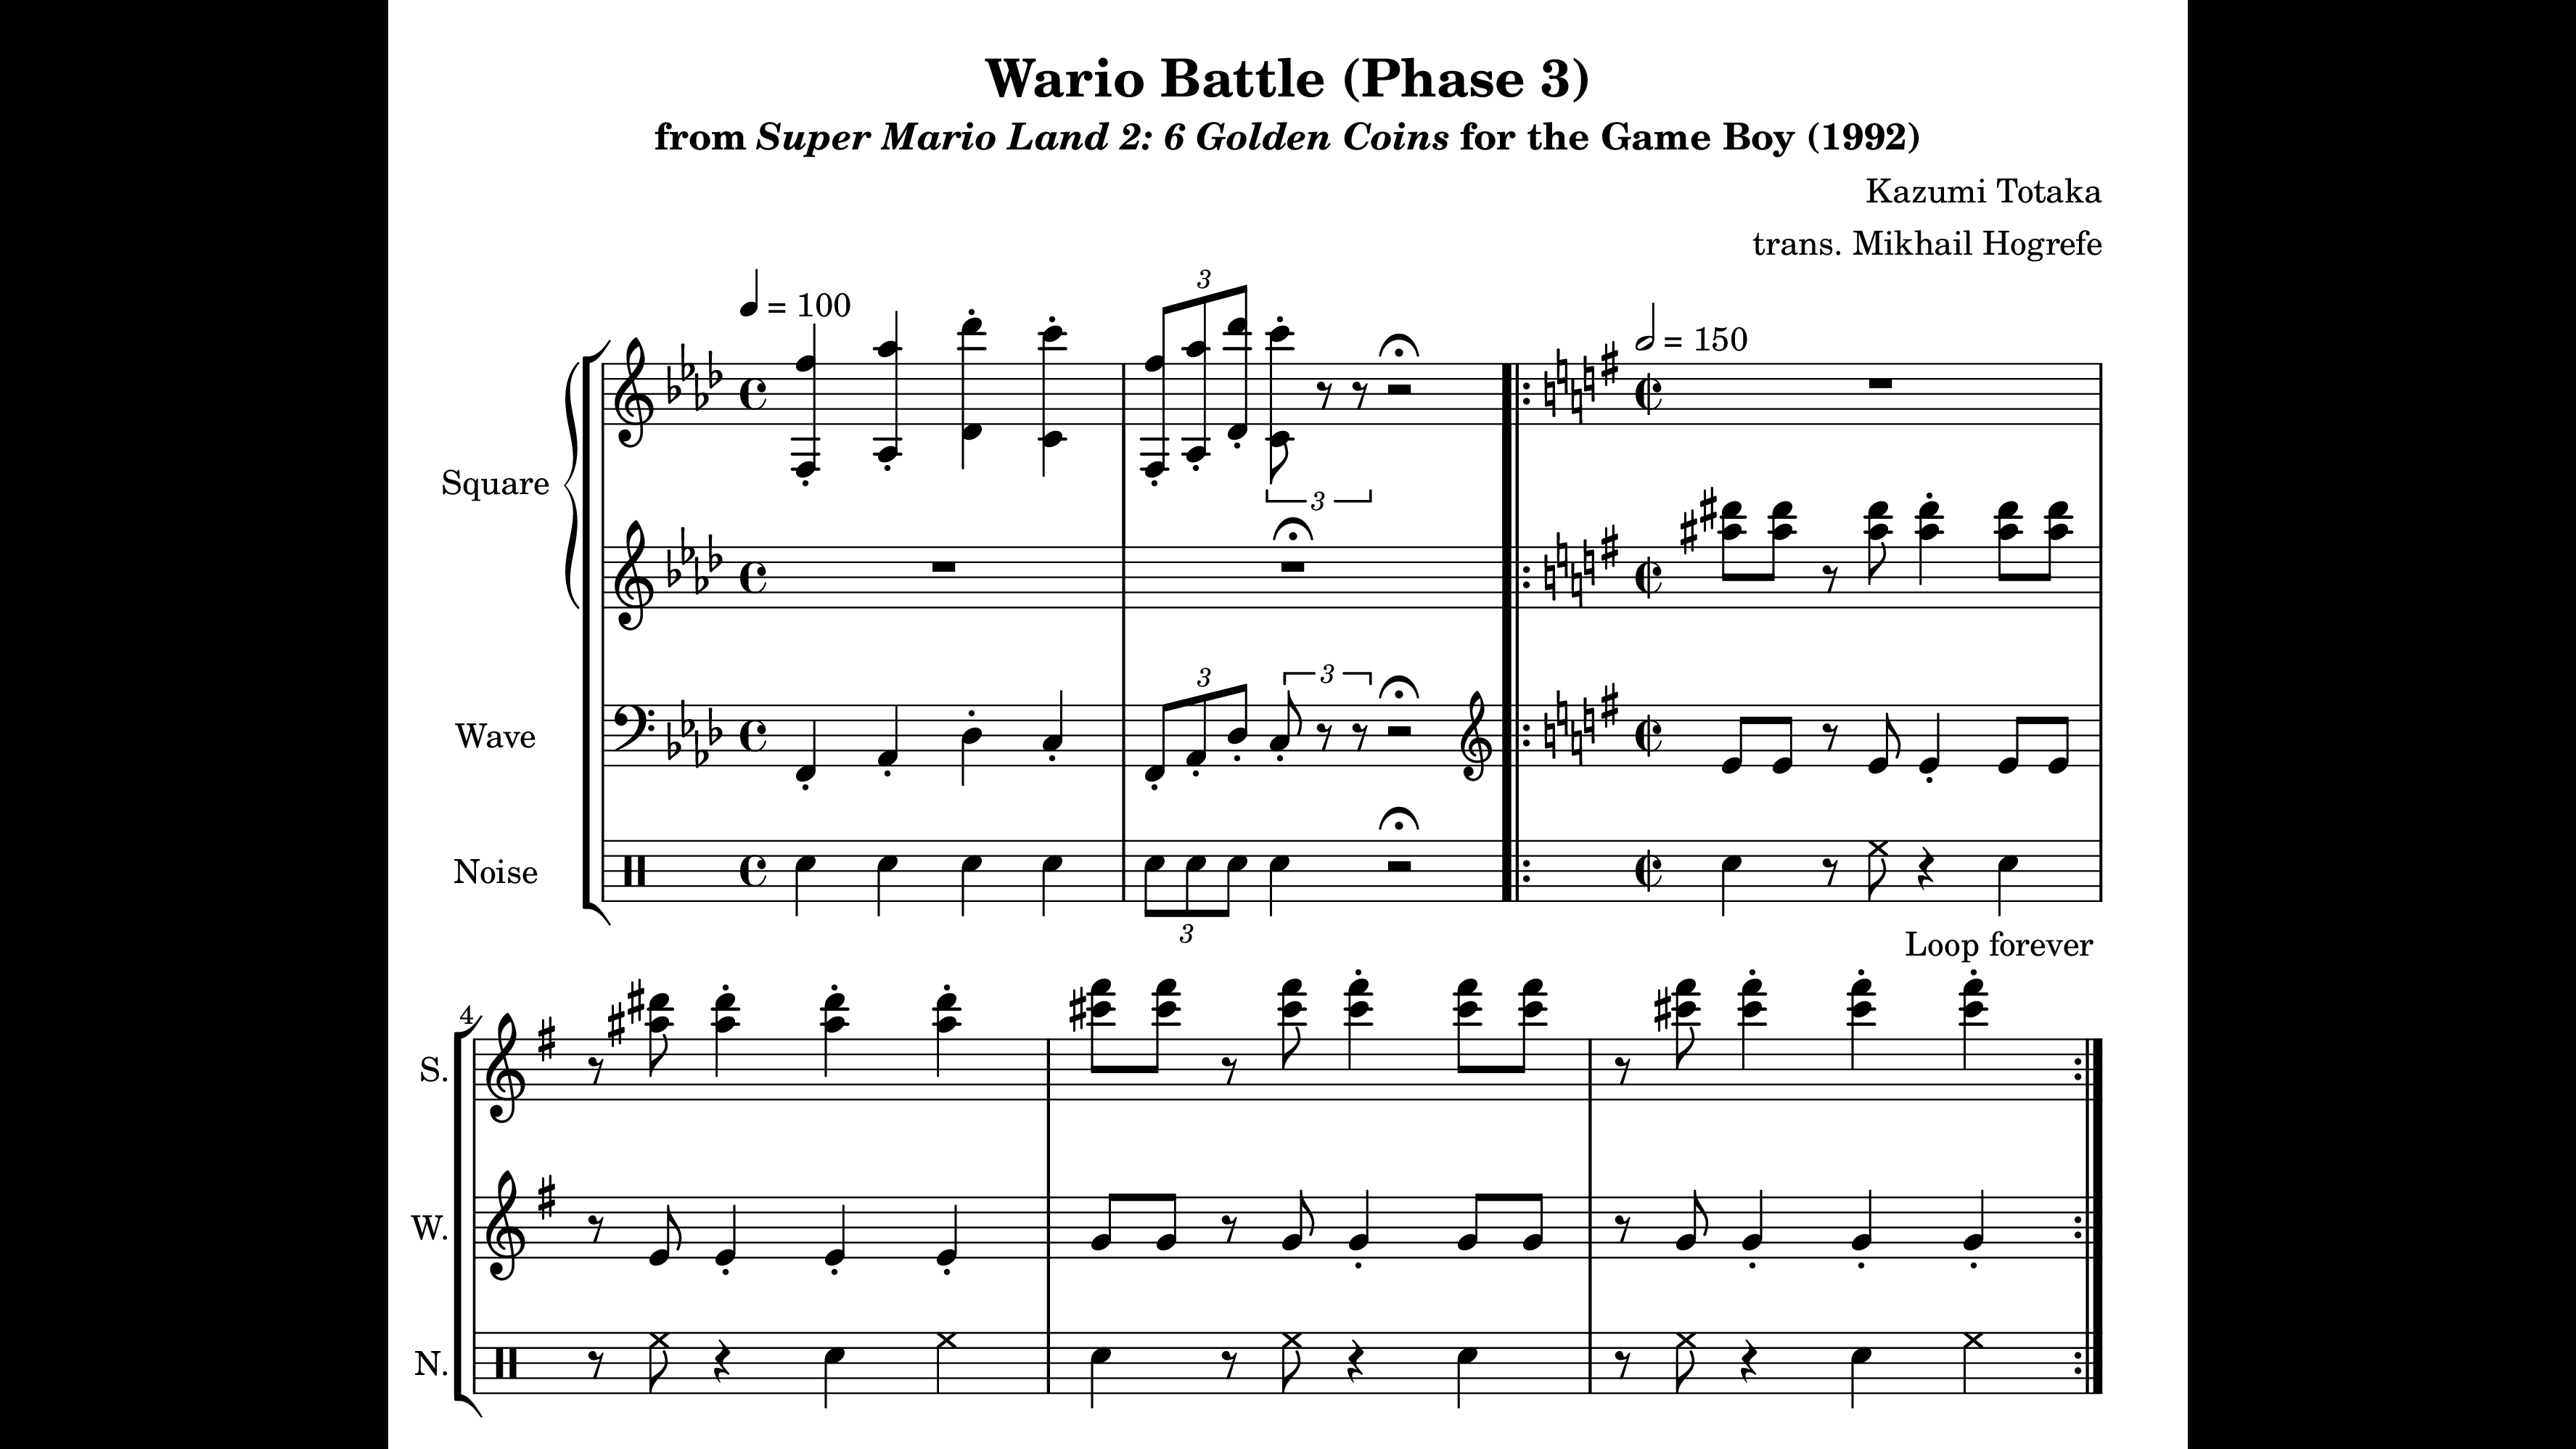 Wario Battle (Phase 3)
from Super Mario Land 2: 6 Golden Coins for the Game Boy (1992)
Kazumi Totaka
trans. Mikhail Hogrefe
= 100
3
= 150
Square
3
3
3
Wave
Noise
3
Loop forever
4
S.
W.
N.